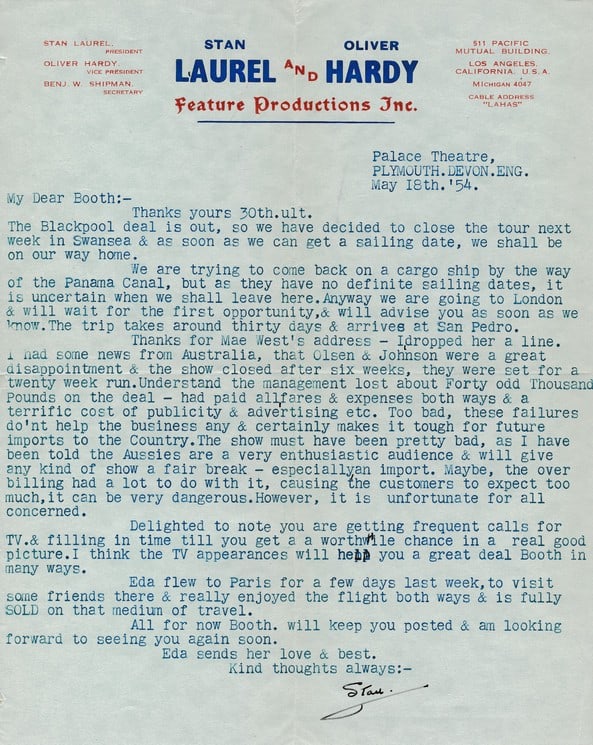 STAN LAUREL,
PRESIDENT
OLIVER HARDY,
VICE PRESIDENT
BENJ. W. SHIPMAN,
SECRETARY
STAN OLIVER
LAUREL AND HARDY
Feature Productions Inc.
511 PACIFIC
MUTUAL BUILDING,
LOS ANGELES,
CALIFORNIA, U.S.A.
MICHIGAN 4047
CABLE ADDRESS
"LAHAS"
Palace Theatre,
PLYMOUTH.DEVON.ENG.
May 18th.'54.
My Dear Booth:-
Thanks yours 30th.ult.
The Blackpool deal is out, so we have decided to close the tour next
week in Swansea & as soon as we can get a sailing date, we shall be
on our way home.
We are trying to come back on a cargo ship by the way
of the Panama Canal, but as they have no definite sailing dates, it
is uncertain when we shall leave here.Anyway we are going to London
& will wait for the first opportunity,& will advise you as soon as we
know.The trip takes around thirty days & arrives at San Pedro.
Thanks for Mae West's address - Idropped her a line.
I had some news from Australia, that Olsen & Johnson were a great
disappointment & the show closed after six weeks, they were set for a
twenty week run.Understand the management lost about Forty odd Thousand
Pounds on the deal - had paid allfares & expenses both ways & a
terrific cost of publicity & advertising etc. Too bad, these failures
do'nt help the business any & certainly makes it tough for future
imports to the Country.The show must have been pretty bad, as I have
been told the Aussies are a very enthusiastic audience & will give
any kind of show a fair break - especiallyan import. Maybe, the over
billing had a lot to do with it, causing the customers to expect too
much,it can be very dangerous.However, it is unfortunate for all
concerned.
Delighted to note you are getting frequent calls for
TV.& filling in time till you get a a worthwhile chance in a real good
picture.I think the TV appearances will help you a great deal Booth in
many ways.
Eda flew to Paris for a few days last week,to visit
some friends there & really enjoyed the flight both ways & is fully
SOLD on that medium of travel.
All for now Booth. will keep you posted & am looking
forward to seeing you again soon.
Eda sends her love & best.
Kind thoughts always:-
Stan.